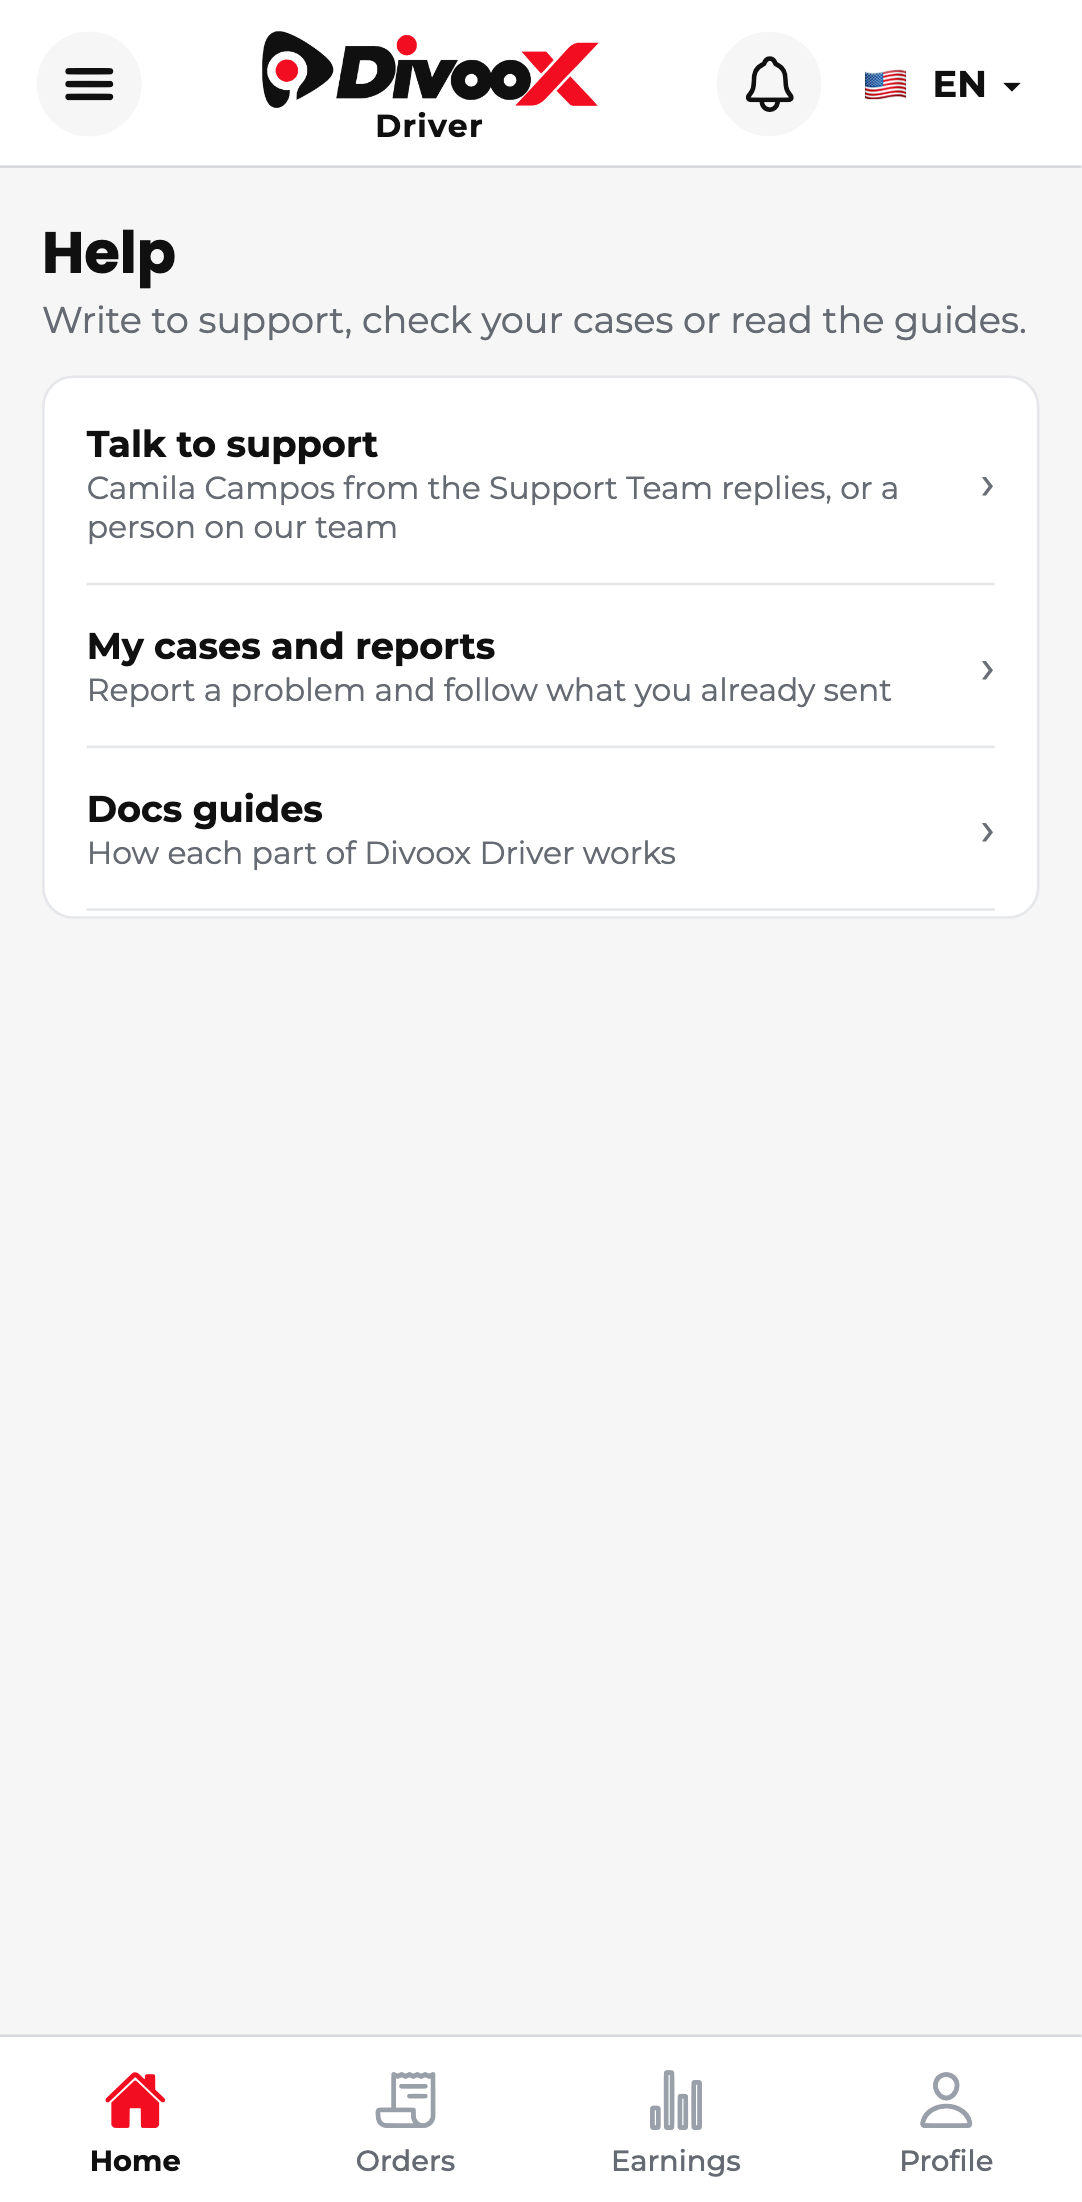 DivooX
Driver
🇺🇸 EN
Help
Write to support, check your cases or read the guides.
Talk to support
Camila Campos from the Support Team replies, or a
person on our team
My cases and reports
Report a problem and follow what you already sent
Docs guides
How each part of Divoox Driver works
Home
Orders
Earnings
Profile